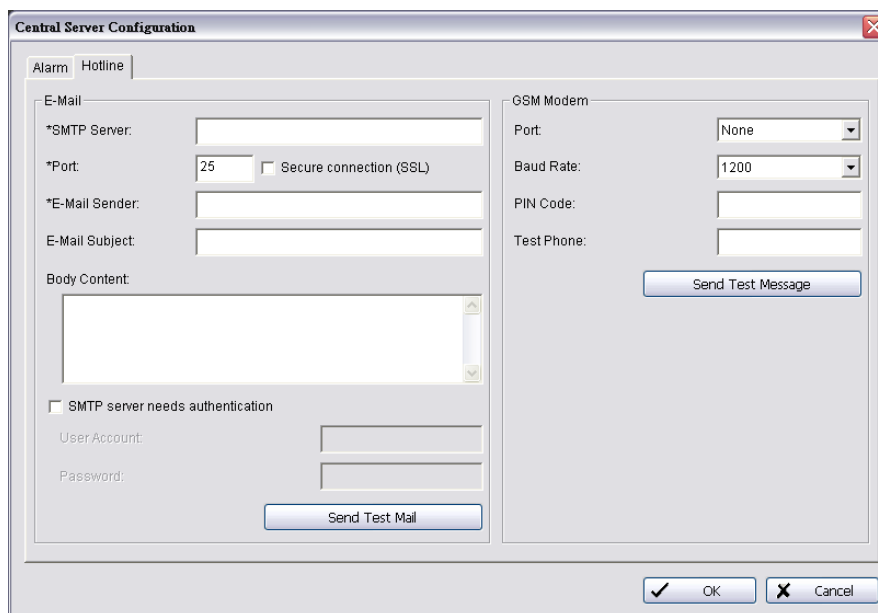 Central Server Configuration
Alarm Hotline
E-Mail
*SMTP Server:
*Port: 25 Secure connection (SSL)
*E-Mail Sender:
E-Mail Subject:
Body Content:
SMTP server needs authentication
User Account:
Password:
Send Test Mail
GSM Modem
Port: None
Baud Rate: 1200
PIN Code:
Test Phone:
Send Test Message
OK Cancel